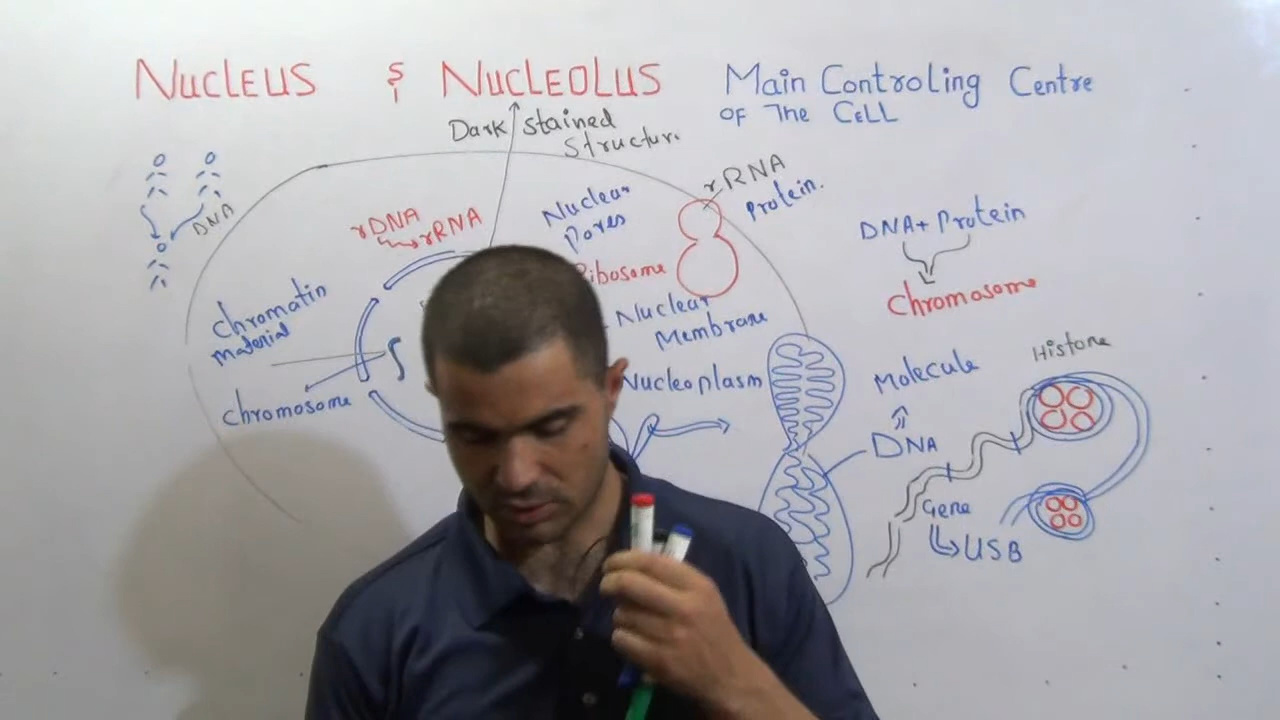 NUCLEUS & NUCLEOLUS
Main Controling Centre
OF The CELL
Dark stained
Structur.
DNA
rDNA
rRNA
Nuclear
Pores
rRNA
Protein.
Ribosome
Chromatin
Material
Chromosome
Nuclear
Membrane
Nucleoplasm
DNA + Protein
Chromosome
Molecule
DNA
Histone
Gene
USB